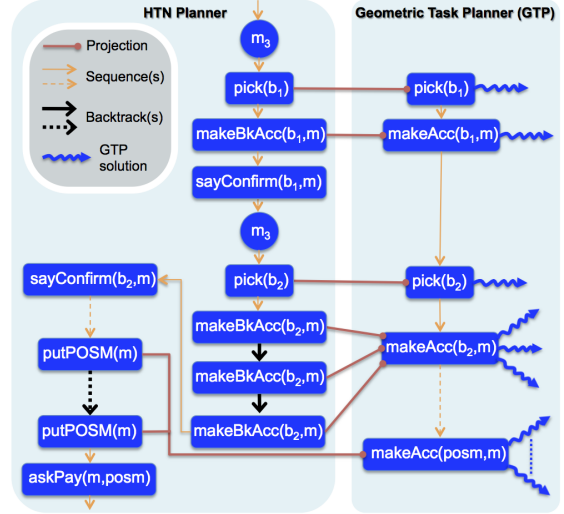 HTN Planner
Geometric Task Planner (GTP)
Projection
Sequence(s)
Backtrack(s)
GTP
solution
m₃
pick(b₁)
pick(b₁)
makeBkAcc(b₁,m)
makeAcc(b₁,m)
sayConfirm(b₁,m)
m₃
sayConfirm(b₂,m)
pick(b₂)
pick(b₂)
makeBkAcc(b₂,m)
putPOSM(m)
makeAcc(b₂,m)
makeBkAcc(b₂,m)
putPOSM(m)
makeBkAcc(b₂,m)
makeAcc(posm,m)
askPay(m,posm)